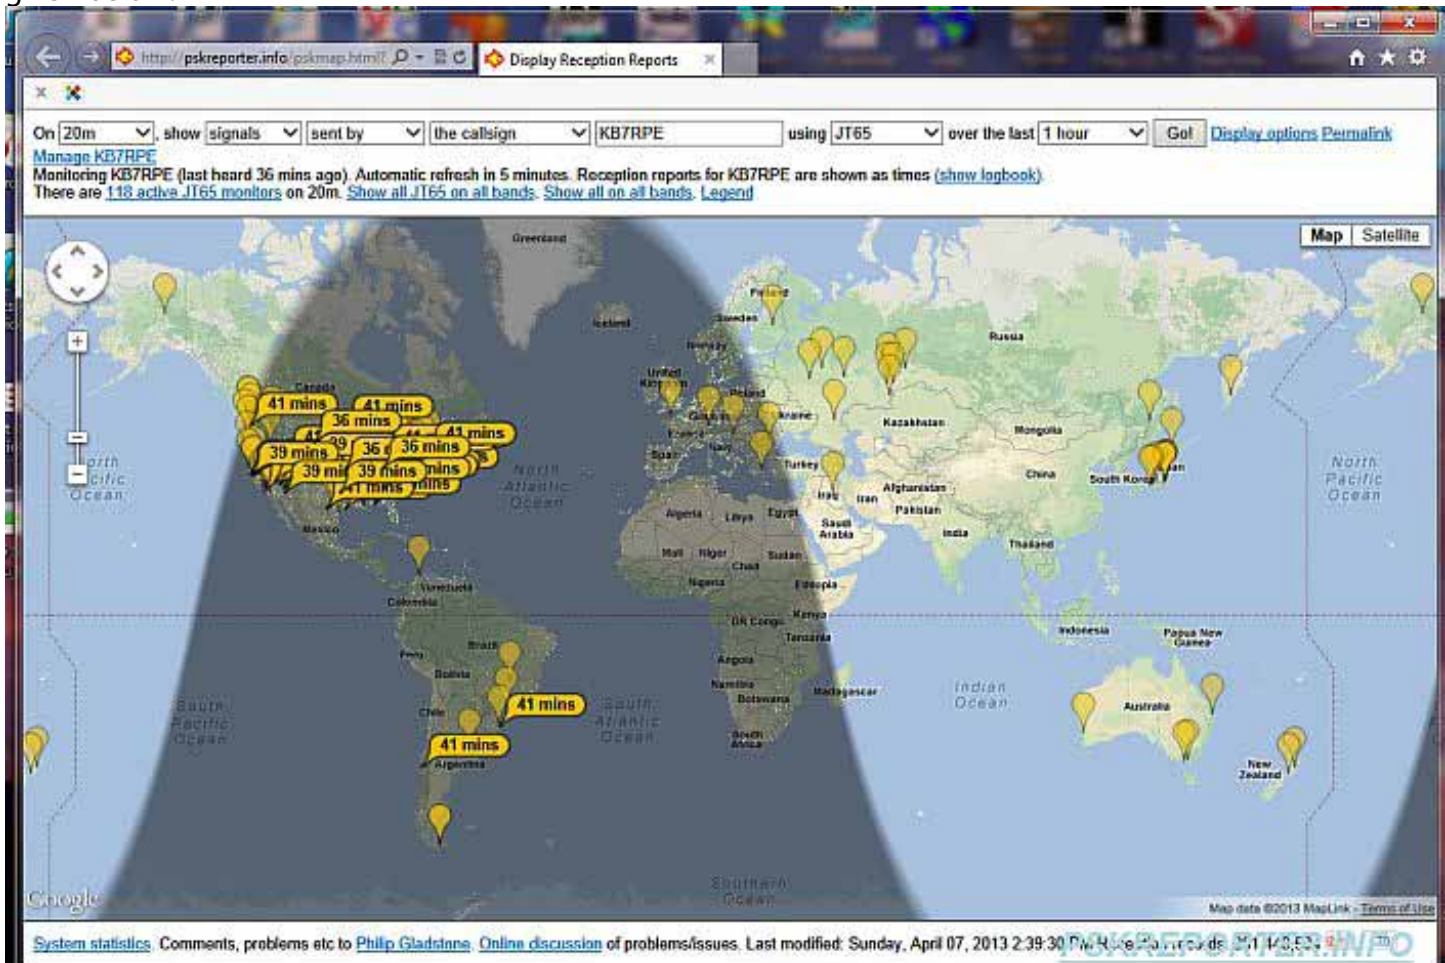 http://pskreporter.info/pskmap.html?
Display Reception Reports
On 20m , show signals sent by the callsign KB7RPE using JT65 over the last 1 hour Go! Display options Permalink
Manage KB7RPE
Monitoring KB7RPE (last heard 36 mins ago). Automatic refresh in 5 minutes. Reception reports for KB7RPE are shown as times (show logbook).
There are 118 active JT65 monitors on 20m. Show all JT65 on all bands. Show all on all bands. Legend
Map Satellite
Greenland
Finland
Iceland
Sweden
Russia
Norway
United
Kingdom
Poland
Canada
41 mins 41 mins
36 mins
Ukraine
Kazakhstan
Mongolia
41 mins
36 mins
39 mins
Spain
Italy
Turkey
China
South Korea
39 mins
North
Atlantic
Ocean
41 mins
Iraq Iran
Afghanistan
Pakistan
North
Pacific
Ocean
Mexico
Algeria Libya Egypt
Saudi
Arabia
India
Thailand
Mali Niger Chad Sudan
Nigeria Ethiopia
Venezuela
Colombia
DR Congo Kenya
Tanzania
Indonesia
Papua New
Guinea
Peru
Brazil
Bolivia
Angola
Namibia
Botswana
Madagascar
Indian
Ocean
Australia
South
Pacific
Ocean
Chile
41 mins
South
Atlantic
Ocean
South
Africa
41 mins
Argentina
New
Zealand
Southern
Ocean
Google
Map data ©2013 MapLink - Terms of Use
System statistics. Comments, problems etc to Philip Gladstone. Online discussion of problems/issues. Last modified: Sunday, April 07, 2013 2:39:30 PM
PSKREPORTER.INFO